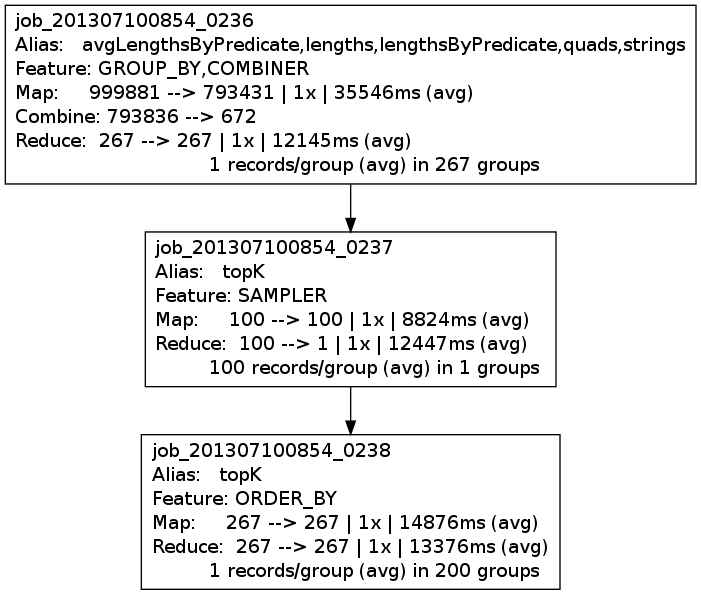 job_201307100854_0236
Alias:   avgLengthsByPredicate,lengths,lengthsByPredicate,quads,strings
Feature: GROUP_BY,COMBINER
Map:     999881 --> 793431 | 1x | 35546ms (avg)
Combine: 793836 --> 672
Reduce:  267 --> 267 | 1x | 12145ms (avg)
1 records/group (avg) in 267 groups
job_201307100854_0237
Alias:   topK
Feature: SAMPLER
Map:     100 --> 100 | 1x | 8824ms (avg)
Reduce:  100 --> 1 | 1x | 12447ms (avg)
100 records/group (avg) in 1 groups
job_201307100854_0238
Alias:   topK
Feature: ORDER_BY
Map:     267 --> 267 | 1x | 14876ms (avg)
Reduce:  267 --> 267 | 1x | 13376ms (avg)
1 records/group (avg) in 200 groups